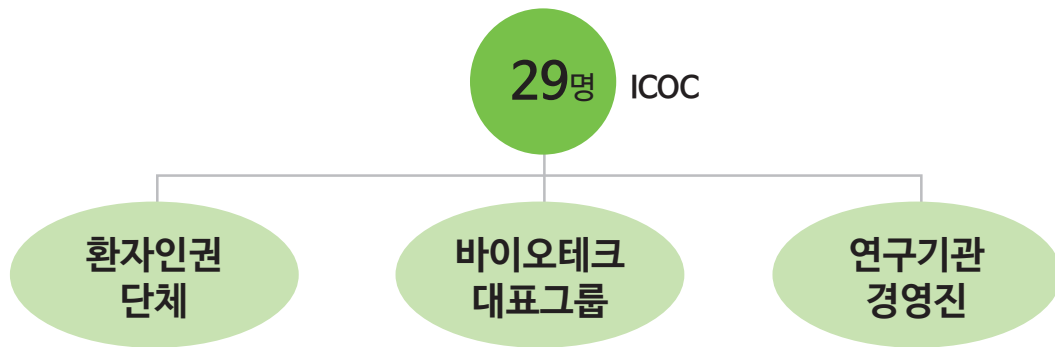 29명 ICOC
환자인권
단체
바이오테크
대표그룹
연구기관
경영진